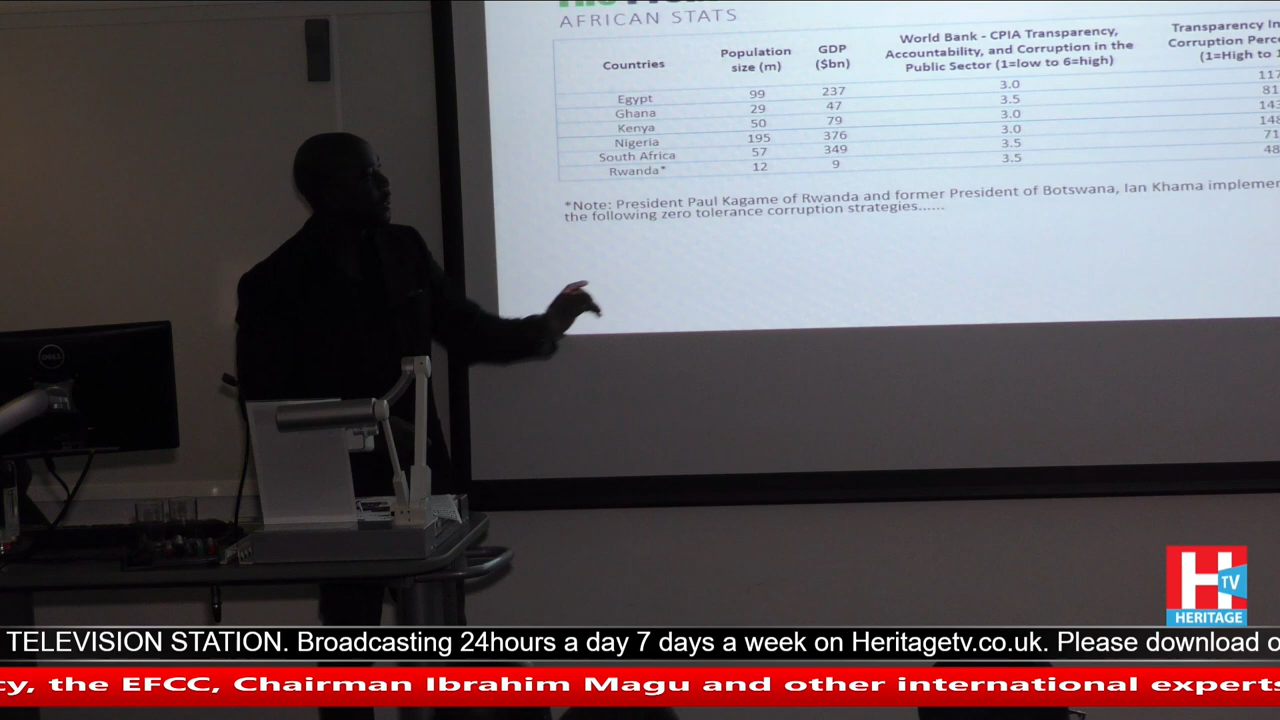 AFRICAN STATS
Countries Population size (m) GDP ($bn) World Bank - CPIA Transparency, Accountability, and Corruption in the Public Sector (1=low to 6=high) Transparency In Corruption Perc (1=High to 1
Egypt 99 237 3.0 117
Ghana 29 47 3.5 81
Kenya 50 79 3.0 143
Nigeria 195 376 3.0 148
South Africa 57 349 3.5 71
Rwanda* 12 9 3.5 48
*Note: President Paul Kagame of Rwanda and former President of Botswana, Ian Khama implemen
the following zero tolerance corruption strategies......
DELL
H TV
HERITAGE
TELEVISION STATION. Broadcasting 24hours a day 7 days a week on Heritagetv.co.uk. Please download o
cy, the EFCC, Chairman Ibrahim Magu and other international experts